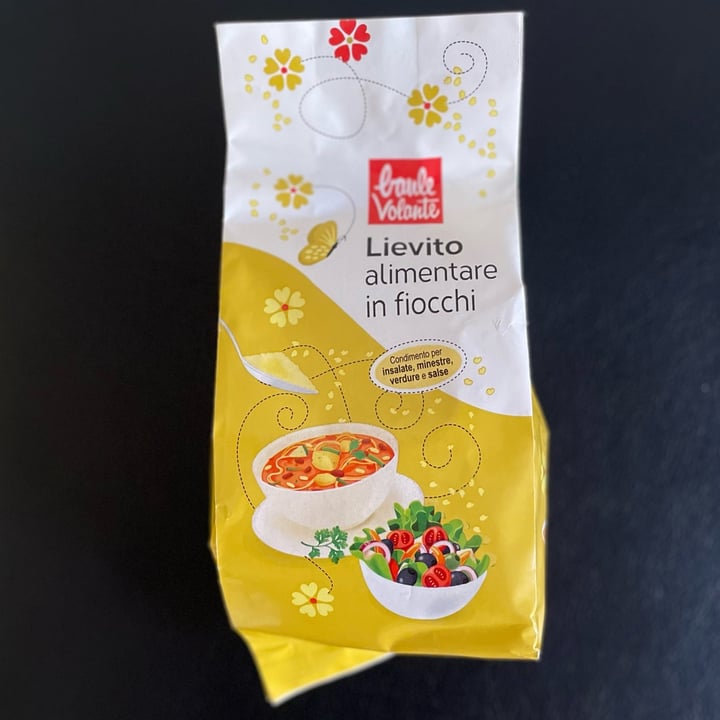 baule
Volante
Lievito
alimentare
in fiocchi
Condimento per
insalate, minestre,
verdure e salse